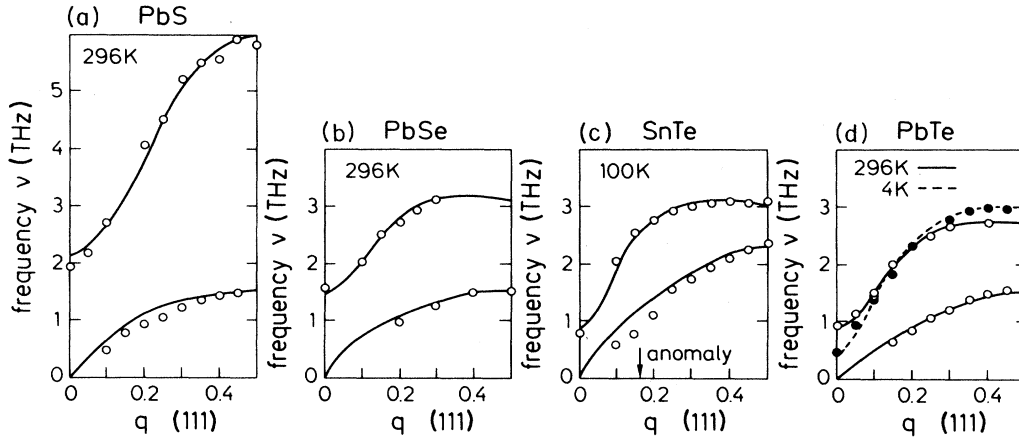 (a) PbS
296K
frequency ν (THz)
5
4
3
2
1
0
0 0.2 0.4
q (111)
(b) PbSe
296K
frequency ν (THz)
3
2
1
0
0 0.2 0.4
q (111)
(c) SnTe
100K
frequency ν (THz)
3
2
1
0
anomaly
0 0.2 0.4
q (111)
(d) PbTe
296K
4K
frequency ν (THz)
3
2
1
0
0 0.2 0.4
q (111)